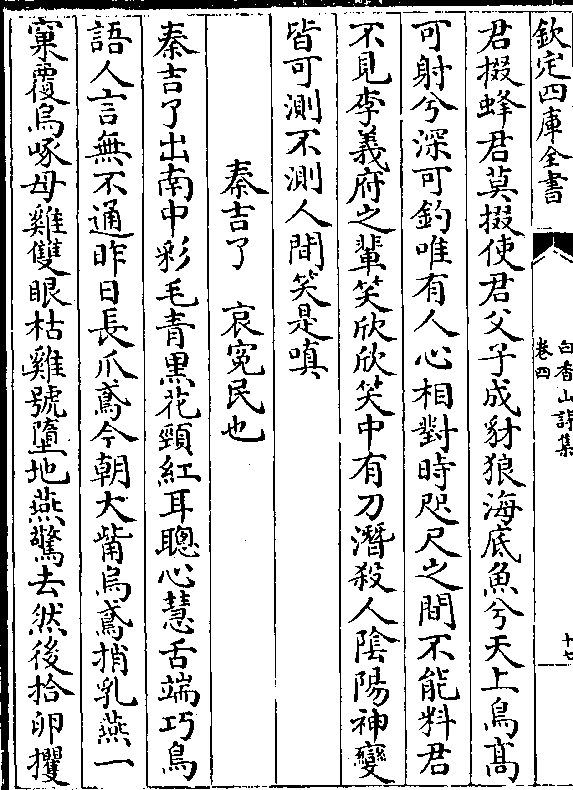 欽定四庫全書
白香山詩集
卷四
十七
君掇蜂君莫掇使君父子成豺狼海底魚兮天上鳥高
可射兮深可釣唯有人心相對時咫尺之間不能料君
不見李義府之輩笑欣欣笑中有刀潛殺人陰陽神變
皆可測不測人間笑是嗔
秦吉了 哀冤民也
秦吉了出南中彩毛青黑花頸紅耳聰心慧舌端巧鳥
語人言無不通昨日長爪鳶今朝大觜烏鳶捎乳燕一
窠覆烏啄母雞雙眼枯雞號墮地燕驚去然後拾卵攫